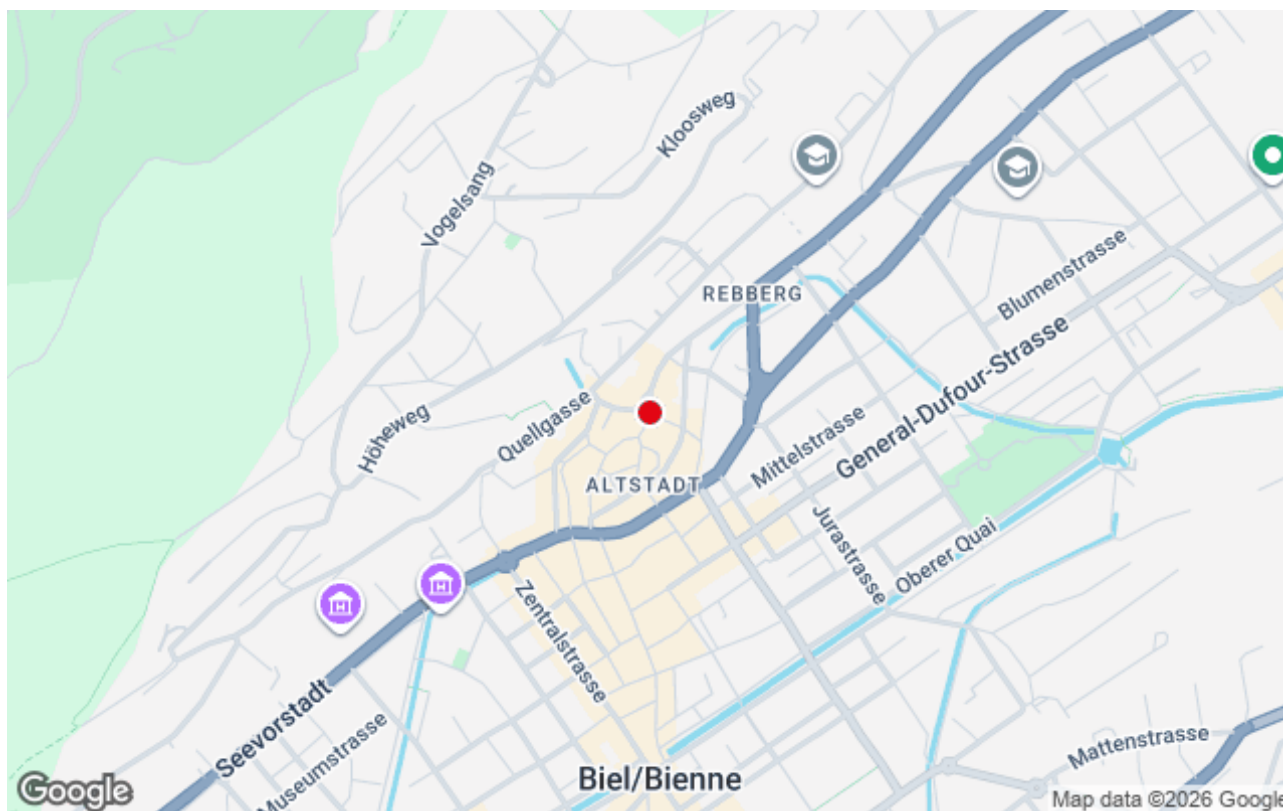 Kloosweg
Vogelsang
REBBERG
Blumenstrasse
General-Dufour-Strasse
Höheweg
Quellgasse
Mittelstrasse
ALTSTADT
Jurastrasse
Oberer Quai
Zentralstrasse
Seevorstadt
Museumstrasse
Mattenstrasse
Biel/Bienne
Google
Map data ©2026 Google